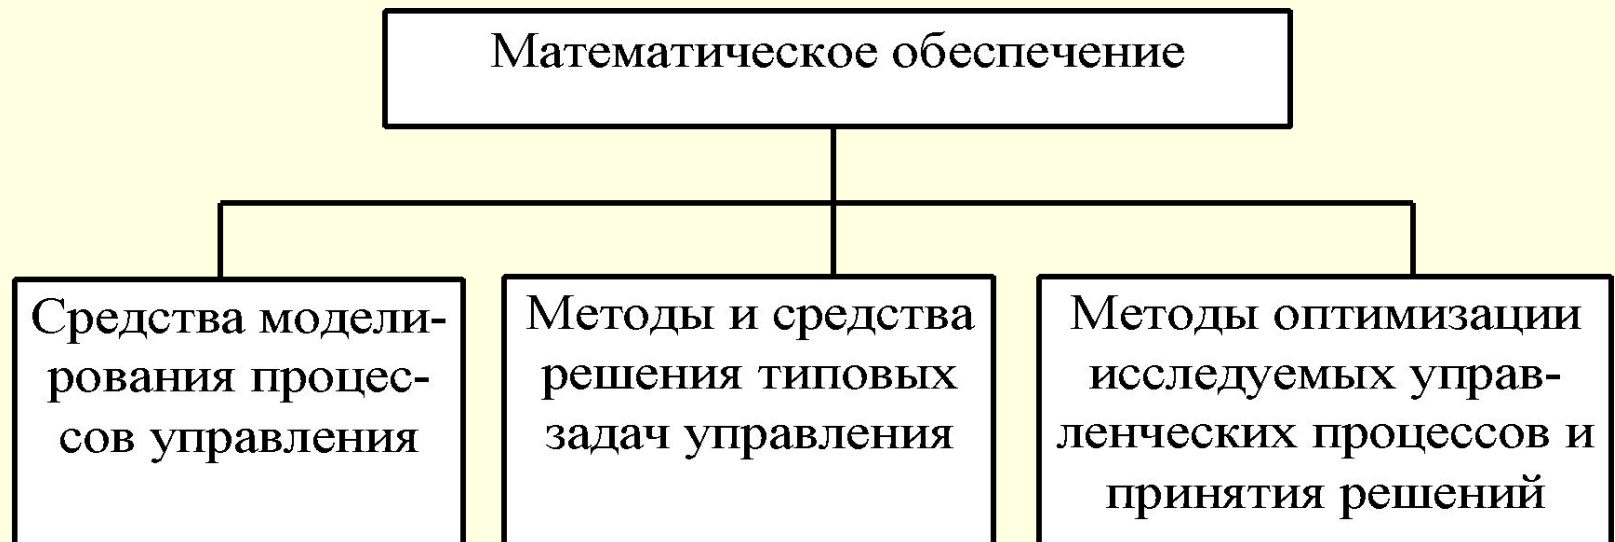 Математическое обеспечение
Средства модели-
рования процес-
сов управления
Методы и средства
решения типовых
задач управления
Методы оптимизации
исследуемых управ-
ленческих процессов и
принятия решений